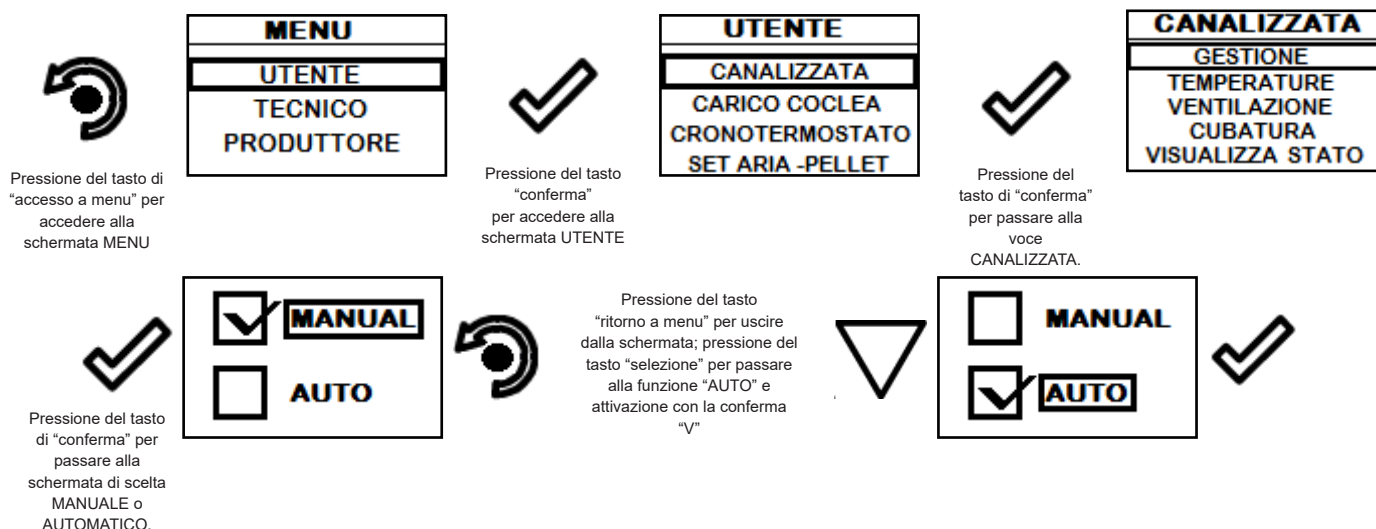 MENU
UTENTE
TECNICO
PRODUTTORE
Pressione del tasto di
“accesso a menu” per
accedere alla
schermata MENU
UTENTE
CANALIZZATA
CARICO COCLEA
CRONOTERMOSTATO
SET ARIA -PELLET
Pressione del tasto
“conferma”
per accedere alla
schermata UTENTE
CANALIZZATA
GESTIONE
TEMPERATURE
VENTILAZIONE
CUBATURA
VISUALIZZA STATO
Pressione del
tasto di “conferma”
per passare alla
voce
CANALIZZATA.
MANUAL
AUTO
Pressione del tasto
di “conferma” per
passare alla
schermata di scelta
MANUALE o
AUTOMATICO.
Pressione del tasto
“ritorno a menu” per uscire
dalla schermata; pressione del
tasto “selezione” per passare
alla funzione “AUTO” e
attivazione con la conferma
“V”
MANUAL
AUTO